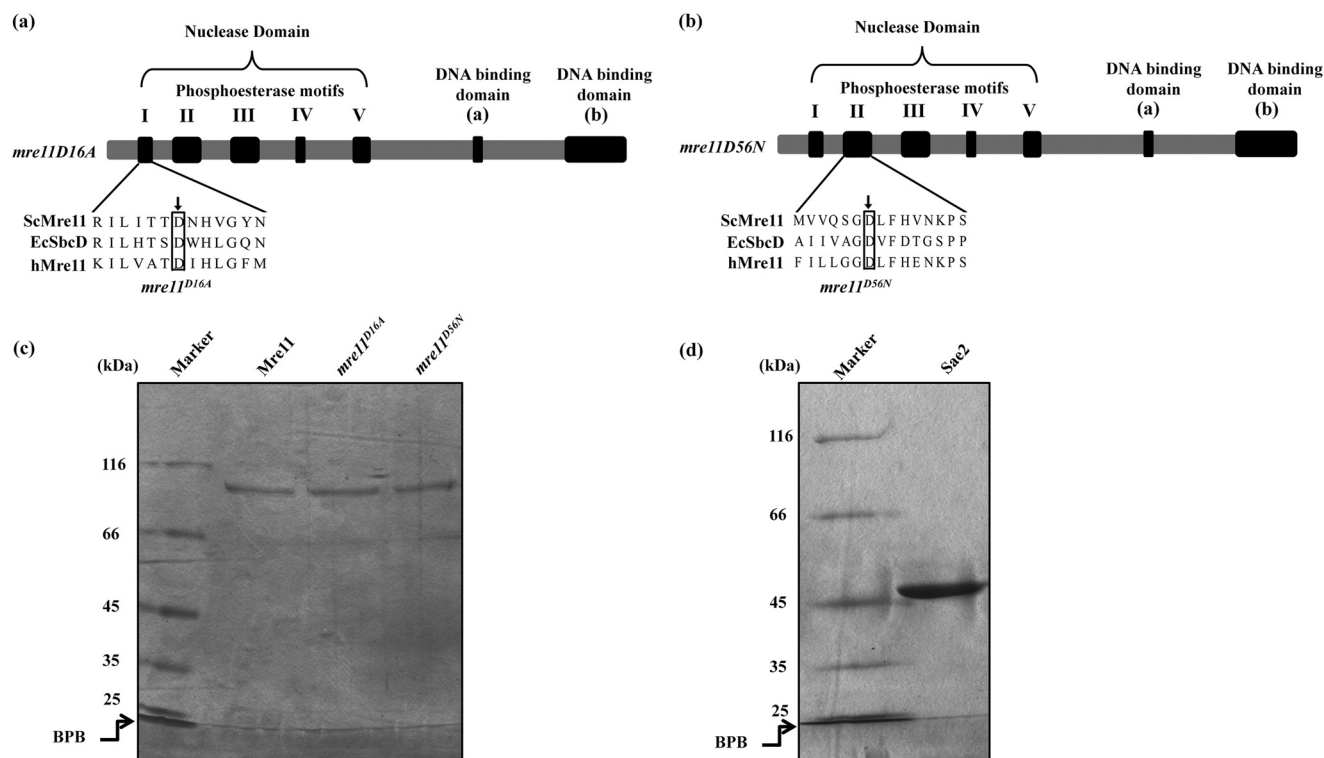 (a)
Nuclease Domain
Phosphoesterase motifs
DNA binding
domain
(a)
DNA binding
domain
(b)
I II III IV V
mre11D16A
ScMre11 R I L I T T D N H V G Y N
EcSbcD R I L H T S D W H L G Q N
hMre11 K I L V A T D I H L G F M
mre11D16A
(b)
Nuclease Domain
Phosphoesterase motifs
DNA binding
domain
(a)
DNA binding
domain
(b)
I II III IV V
mre11D56N
ScMre11 M V V Q S G D L F H V N K P S
EcSbcD A I I V A G D V F D T G S P P
hMre11 F I L L G G D L F H E N K P S
mre11D56N
(c)
(kDa)
Marker
Mre11
mre11D16A
mre11D56N
116
66
45
35
25
BPB
(d)
(kDa)
Marker
Sae2
116
66
45
35
25
BPB